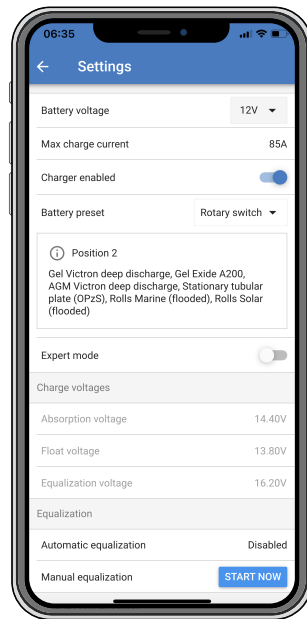 06:35
Settings
Battery voltage 12V
Max charge current 85A
Charger enabled
Battery preset Rotary switch
Position 2
Gel Victron deep discharge, Gel Exide A200,
AGM Victron deep discharge, Stationary tubular
plate (OPzS), Rolls Marine (flooded), Rolls Solar
(flooded)
Expert mode
Charge voltages
Absorption voltage 14.40V
Float voltage 13.80V
Equalization voltage 16.20V
Equalization
Automatic equalization Disabled
Manual equalization START NOW